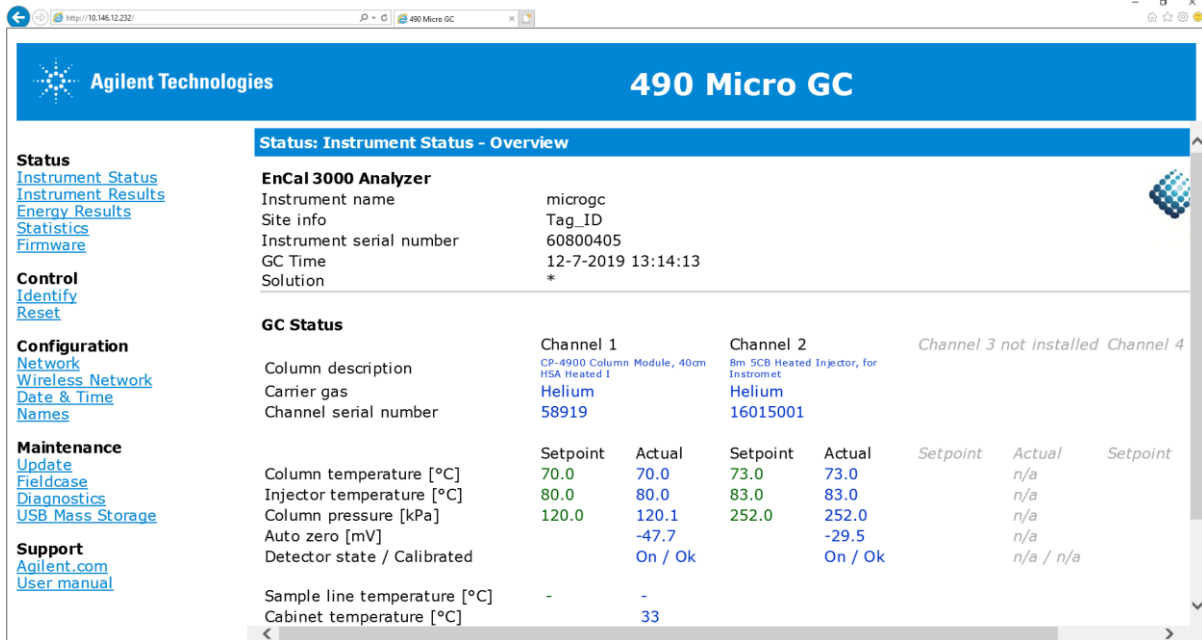 http://10.146.12.232/
490 Micro GC
Agilent Technologies
490 Micro GC
Status
Instrument Status
Instrument Results
Energy Results
Statistics
Firmware
Control
Identify
Reset
Configuration
Network
Wireless Network
Date & Time
Names
Maintenance
Update
Fieldcase
Diagnostics
USB Mass Storage
Support
Agilent.com
User manual
Status: Instrument Status - Overview
EnCal 3000 Analyzer
Instrument name microgc
Site info Tag_ID
Instrument serial number 60800405
GC Time 12-7-2019 13:14:13
Solution *
GC Status
Channel 1 Channel 2 Channel 3 not installed Channel 4
Column description CP-4900 Column Module, 40cm HSA Heated I 8m 5CB Heated Injector, for Instromet
Carrier gas Helium Helium
Channel serial number 58919 16015001
Setpoint Actual Setpoint Actual Setpoint Actual Setpoint
Column temperature [°C] 70.0 70.0 73.0 73.0 n/a
Injector temperature [°C] 80.0 80.0 83.0 83.0 n/a
Column pressure [kPa] 120.0 120.1 252.0 252.0 n/a
Auto zero [mV] -47.7 -29.5 n/a
Detector state / Calibrated On / Ok On / Ok n/a / n/a
Sample line temperature [°C] - -
Cabinet temperature [°C] 33